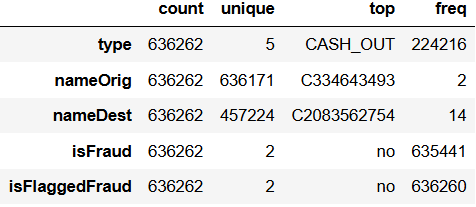 count unique top freq
type 636262 5 CASH_OUT 224216
nameOrig 636262 636171 C334643493 2
nameDest 636262 457224 C2083562754 14
isFraud 636262 2 no 635441
isFlaggedFraud 636262 2 no 636260